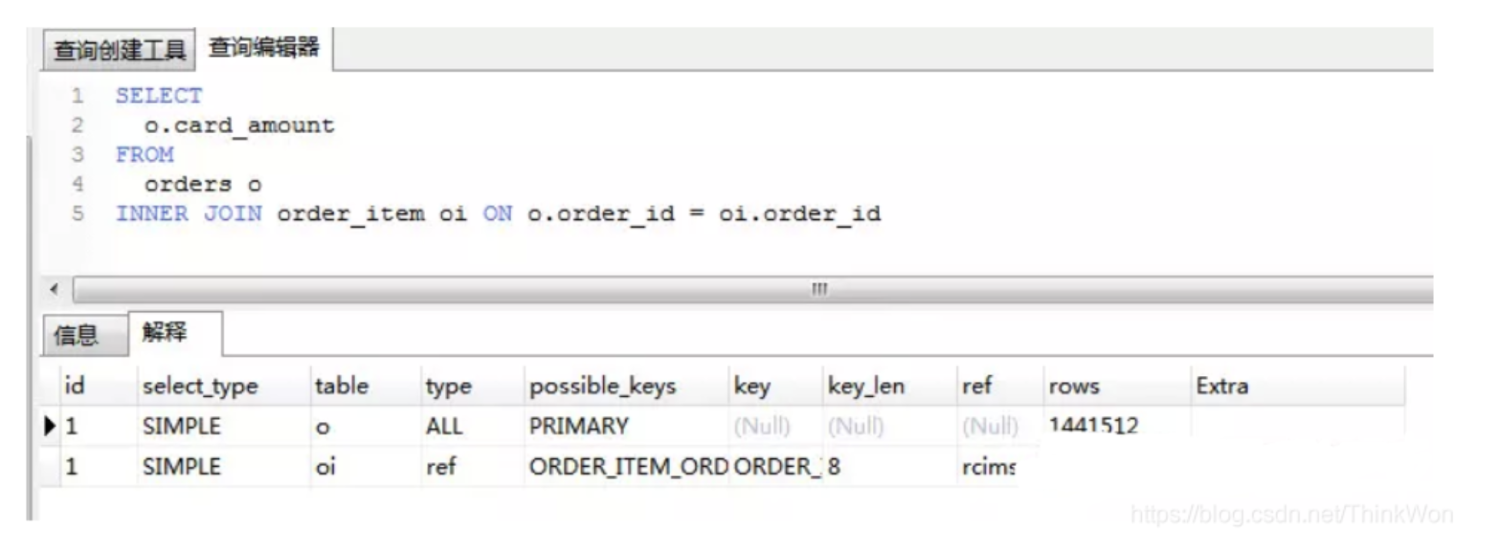 查询创建工具 查询编辑器
1 SELECT
2 o.card_amount
3 FROM
4 orders o
5 INNER JOIN order_item oi ON o.order_id = oi.order_id
信息 解释
id select_type table type possible_keys key key_len ref rows Extra
1 SIMPLE o ALL PRIMARY (Null) (Null) (Null) 1441512
1 SIMPLE oi ref ORDER_ITEM_ORD ORDER_ 8 rcims
https://blog.csdn.net/ThinkWon